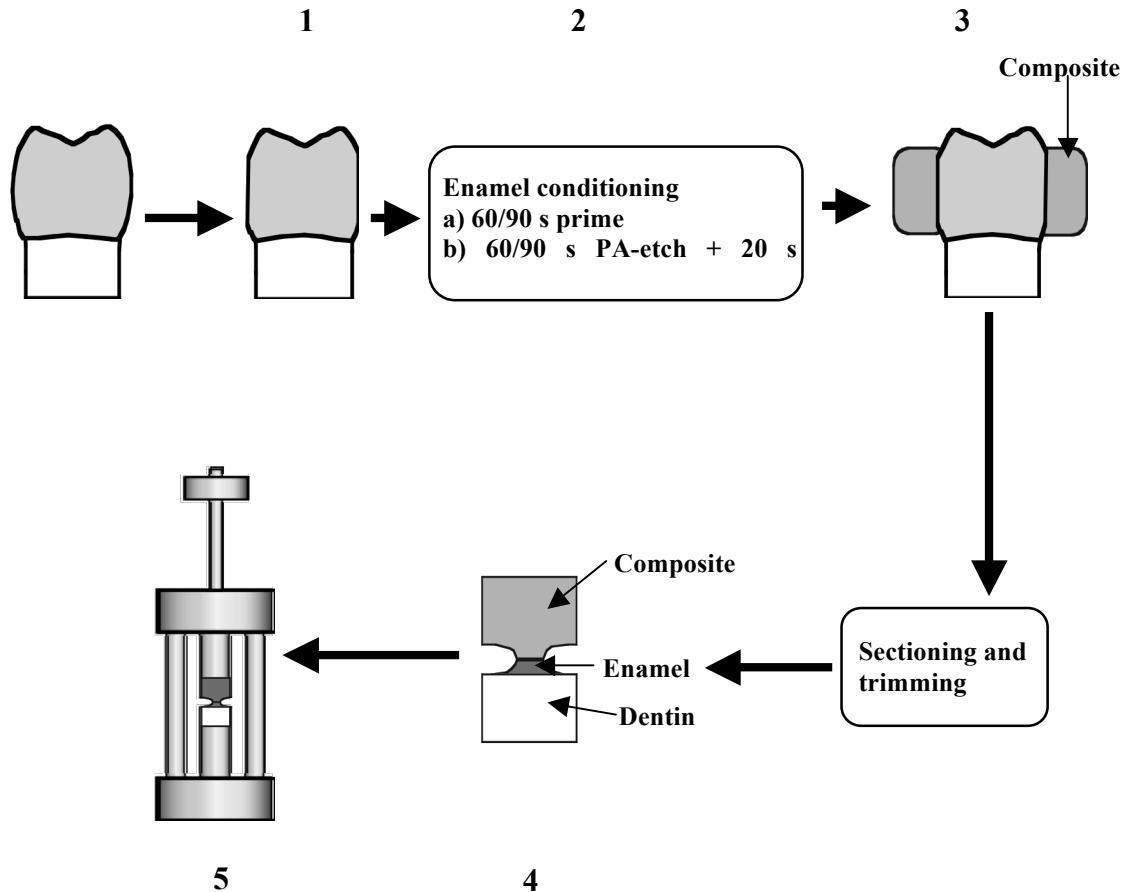 1
2
3
Composite
Enamel conditioning
a) 60/90 s prime
b) 60/90 s PA-etch + 20 s
Composite
Enamel
Dentin
Sectioning and
trimming
5
4